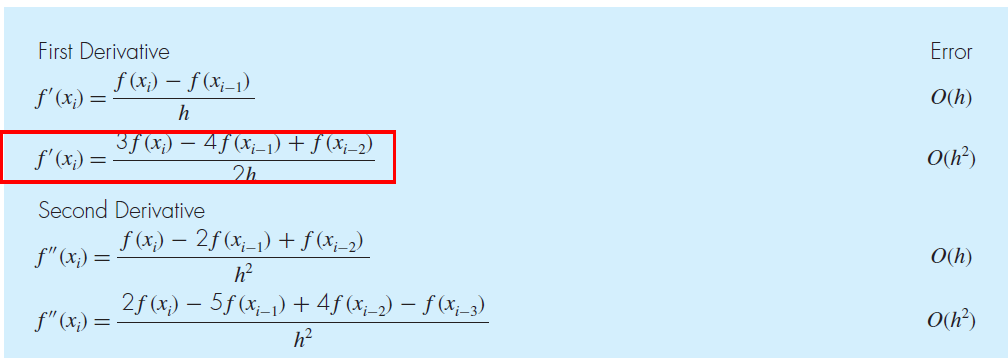 First Derivative Error
f′(xᵢ) = (f(xᵢ) − f(xᵢ₋₁)) / h O(h)
f′(xᵢ) = (3f(xᵢ) − 4f(xᵢ₋₁) + f(xᵢ₋₂)) / 2h O(h²)
Second Derivative
f″(xᵢ) = (f(xᵢ) − 2f(xᵢ₋₁) + f(xᵢ₋₂)) / h² O(h)
f″(xᵢ) = (2f(xᵢ) − 5f(xᵢ₋₁) + 4f(xᵢ₋₂) − f(xᵢ₋₃)) / h² O(h²)